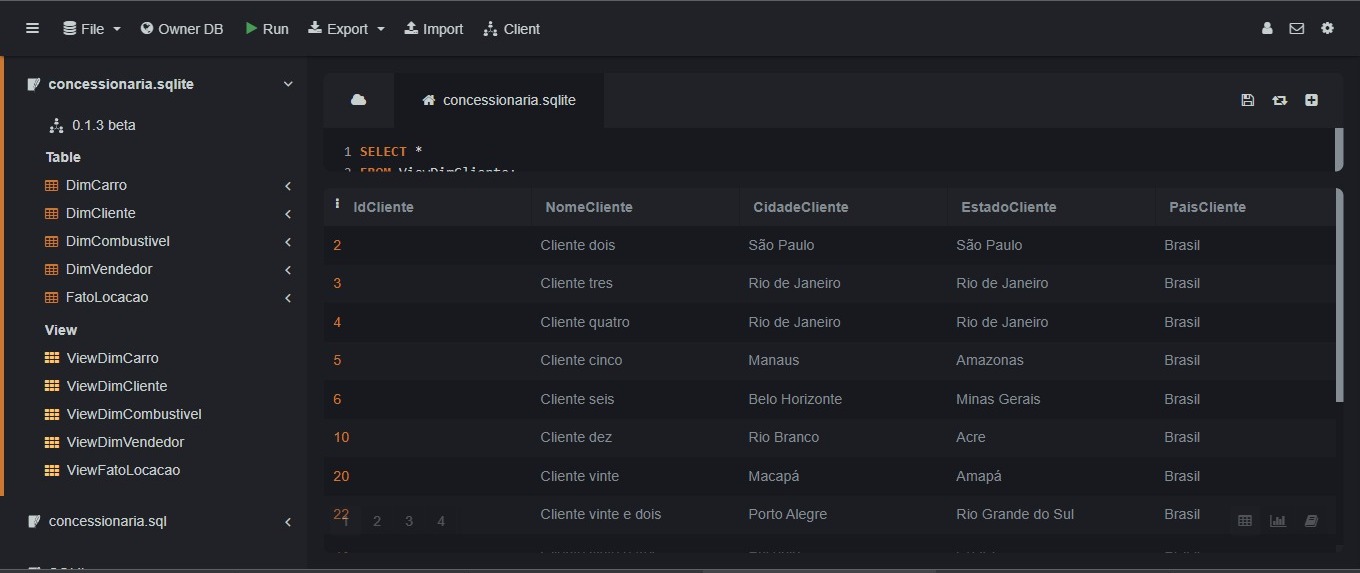 File Owner DB Run Export Import Client
concessionaria.sqlite
0.1.3 beta
Table
DimCarro
DimCliente
DimCombustivel
DimVendedor
FatoLocacao
View
ViewDimCarro
ViewDimCliente
ViewDimCombustivel
ViewDimVendedor
ViewFatoLocacao
concessionaria.sql
concessionaria.sqlite
1 SELECT *
2 FROM ViewDimCliente;
IdCliente NomeCliente CidadeCliente EstadoCliente PaisCliente
2 Cliente dois São Paulo São Paulo Brasil
3 Cliente tres Rio de Janeiro Rio de Janeiro Brasil
4 Cliente quatro Rio de Janeiro Rio de Janeiro Brasil
5 Cliente cinco Manaus Amazonas Brasil
6 Cliente seis Belo Horizonte Minas Gerais Brasil
10 Cliente dez Rio Branco Acre Brasil
20 Cliente vinte Macapá Amapá Brasil
22 Cliente vinte e dois Porto Alegre Rio Grande do Sul Brasil
1 2 3 4